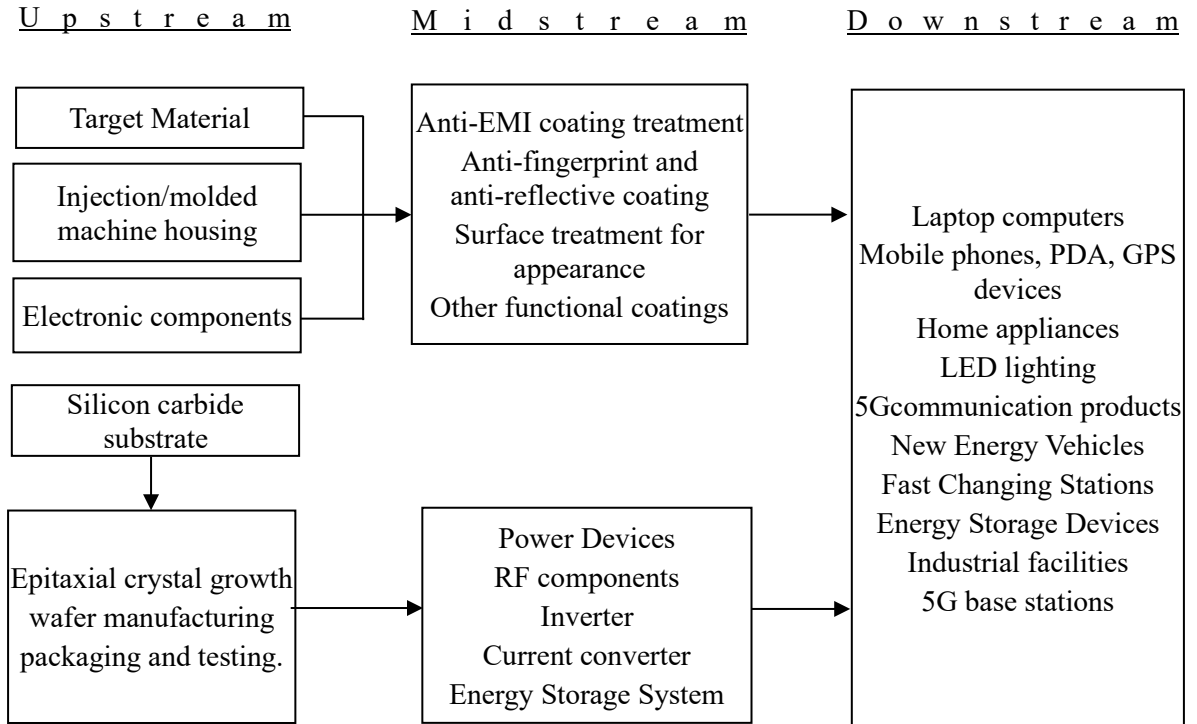 Upstream
Midstream
Downstream
Target Material
Injection/molded
machine housing
Electronic components
Silicon carbide
substrate
Epitaxial crystal growth
wafer manufacturing
packaging and testing.
Anti-EMI coating treatment
Anti-fingerprint and
anti-reflective coating
Surface treatment for
appearance
Other functional coatings
Power Devices
RF components
Inverter
Current converter
Energy Storage System
Laptop computers
Mobile phones, PDA, GPS
devices
Home appliances
LED lighting
5Gcommunication products
New Energy Vehicles
Fast Changing Stations
Energy Storage Devices
Industrial facilities
5G base stations